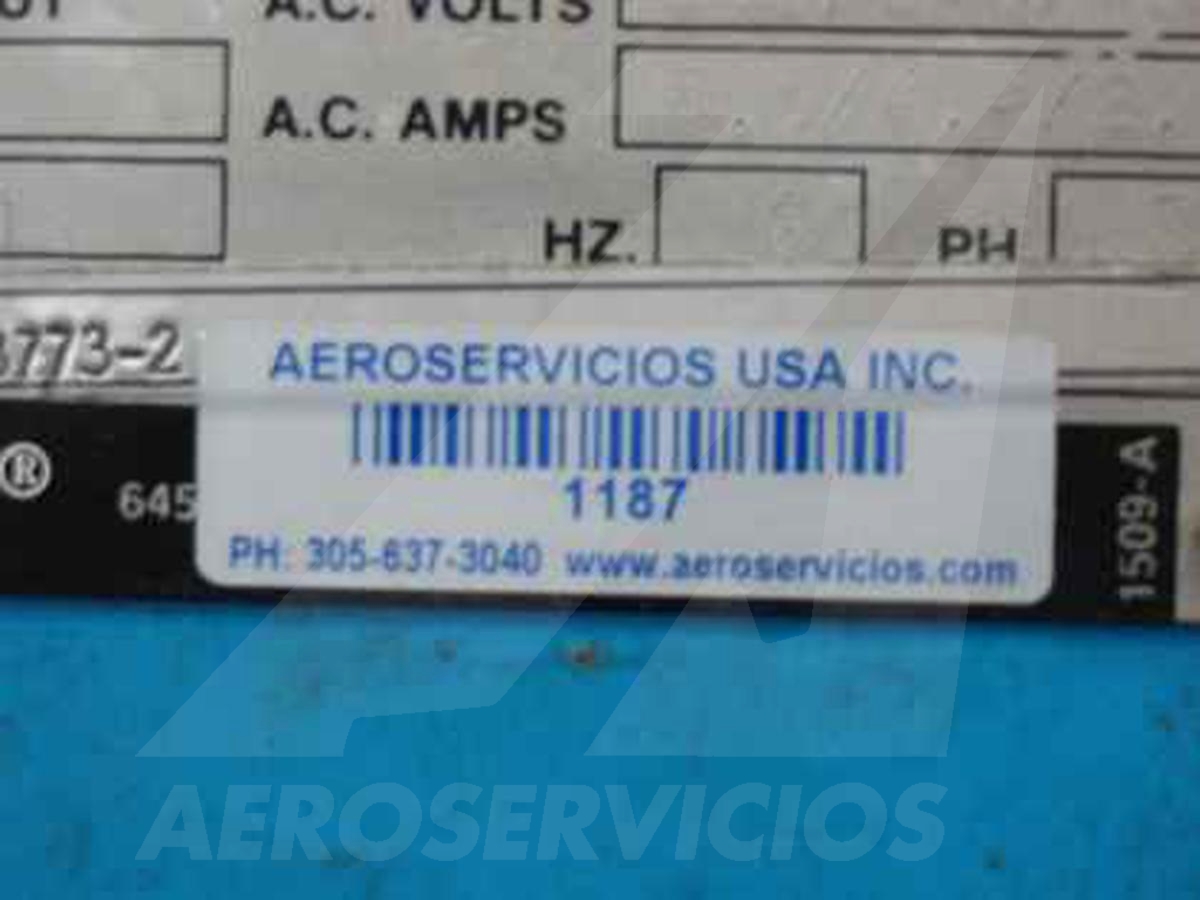 A.C. VOLTS
A.C. AMPS
HZ.
PH
773-2
AEROSERVICIOS USA INC.
1187
PH: 305-637-3040 www.aeroservicios.com
®
645
1509-A
AEROSERVICIOS